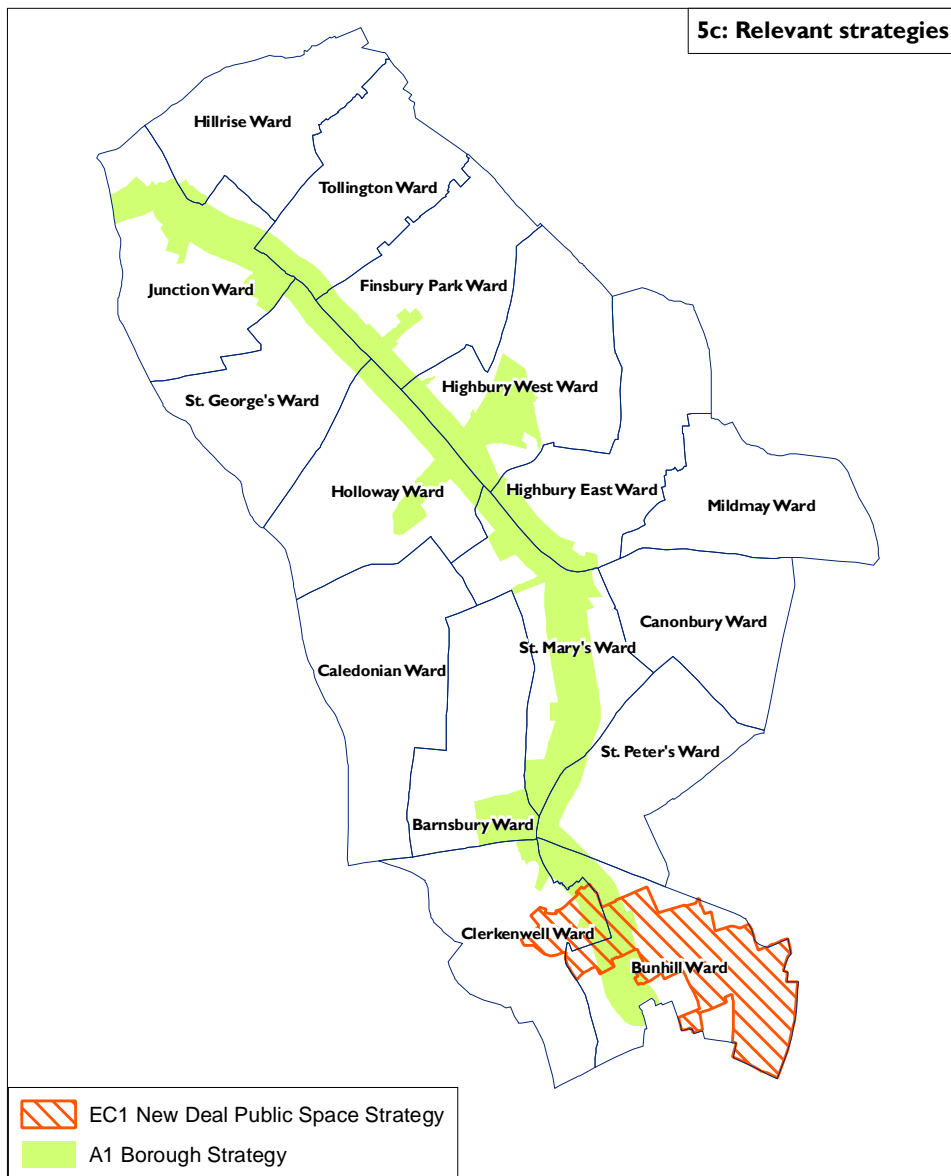 5c: Relevant strategies
Hillrise Ward
Tollington Ward
Junction Ward
Finsbury Park Ward
St. George's Ward
Highbury West Ward
Holloway Ward
Highbury East Ward
Mildmay Ward
Canonbury Ward
St. Mary's Ward
Caledonian Ward
St. Peter's Ward
Barnsbury Ward
Clerkenwell Ward
Bunhill Ward
EC1 New Deal Public Space Strategy
A1 Borough Strategy